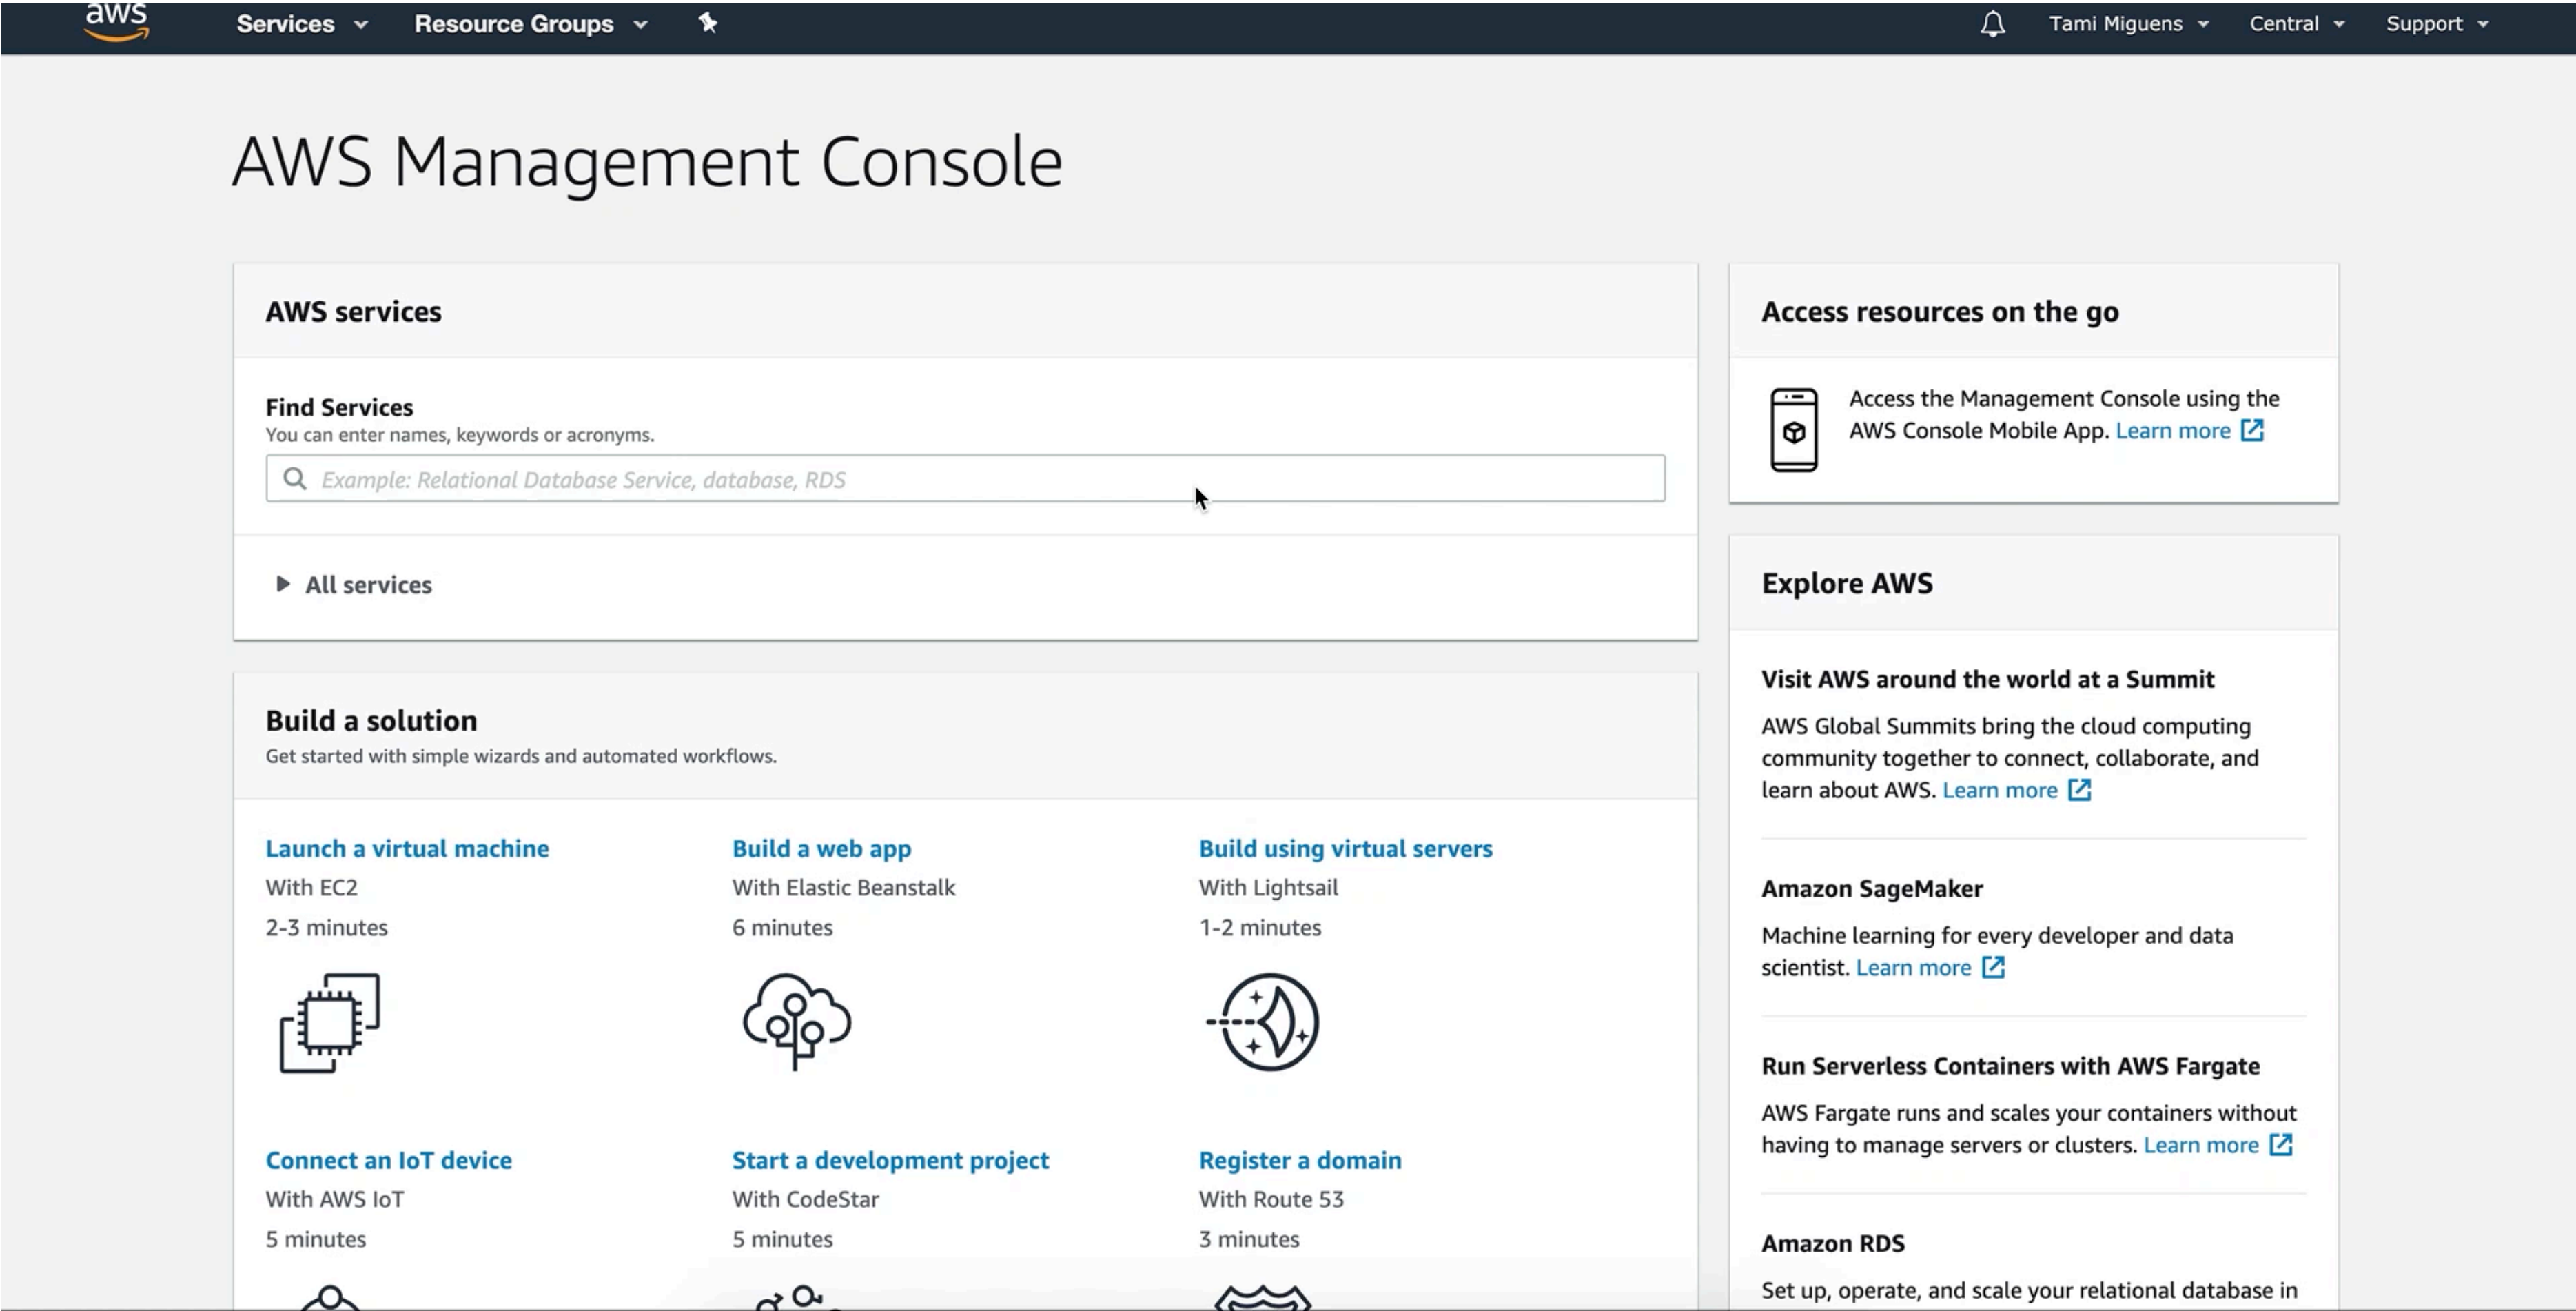 aws
Services
Resource Groups
Tami Miguens
Central
Support
AWS Management Console
AWS services
Find Services
You can enter names, keywords or acronyms.
Example: Relational Database Service, database, RDS
All services
Build a solution
Get started with simple wizards and automated workflows.
Launch a virtual machine
With EC2
2-3 minutes
Build a web app
With Elastic Beanstalk
6 minutes
Build using virtual servers
With Lightsail
1-2 minutes
Connect an IoT device
With AWS IoT
5 minutes
Start a development project
With CodeStar
5 minutes
Register a domain
With Route 53
3 minutes
Access resources on the go
Access the Management Console using the
AWS Console Mobile App. Learn more
Explore AWS
Visit AWS around the world at a Summit
AWS Global Summits bring the cloud computing
community together to connect, collaborate, and
learn about AWS. Learn more
Amazon SageMaker
Machine learning for every developer and data
scientist. Learn more
Run Serverless Containers with AWS Fargate
AWS Fargate runs and scales your containers without
having to manage servers or clusters. Learn more
Amazon RDS
Set up, operate, and scale your relational database in